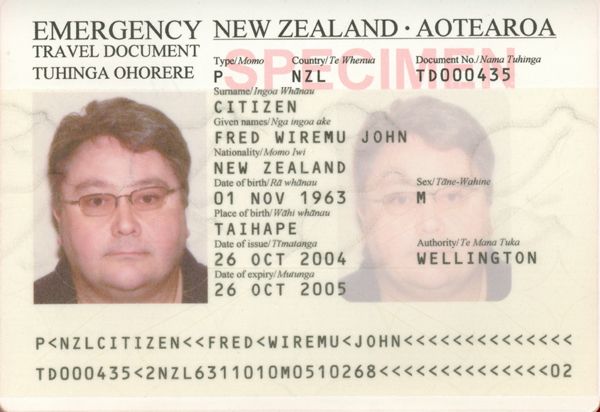 EMERGENCY
TRAVEL DOCUMENT
TUHINGA OHORERE
NEW ZEALAND · AOTEAROA
SPECIMEN
Type/Momo Country/Te Whenua Document No./Nama Tuhinga
P NZL TD000435
Surname/Ingoa Whānau
CITIZEN
Given names/Nga ingoa ake
FRED WIREMU JOHN
Nationality/Momo Iwi
NEW ZEALAND
Date of birth/Rā whānau Sex/Tāne-Wahine
01 NOV 1963 M
Place of birth/Wāhi whānau
TAIHAPE
Date of issue/Tīmatanga Authority/Te Mana Tuka
26 OCT 2004 WELLINGTON
Date of expiry/Mutunga
26 OCT 2005
P<NZLCITIZEN<<FRED<WIREMU<JOHN<<<<<<<<<<<<<<
TD000435<2NZL6311010M0510268<<<<<<<<<<<<<<02